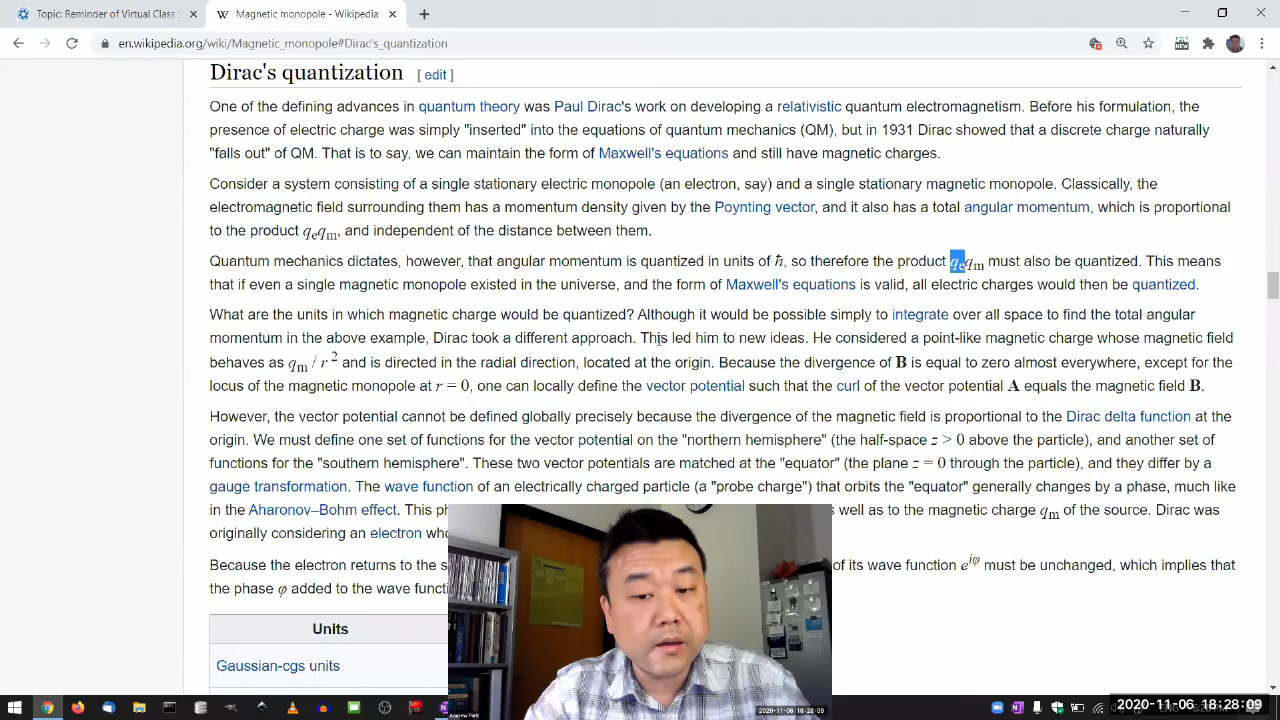 Topic: Reminder of Virtual Class
Magnetic monopole - Wikipedia
en.wikipedia.org/wiki/Magnetic_monopole#Dirac's_quantization
NEW
Dirac's quantization [ edit ]
One of the defining advances in quantum theory was Paul Dirac's work on developing a relativistic quantum electromagnetism. Before his formulation, the
presence of electric charge was simply "inserted" into the equations of quantum mechanics (QM), but in 1931 Dirac showed that a discrete charge naturally
"falls out" of QM. That is to say, we can maintain the form of Maxwell's equations and still have magnetic charges.
Consider a system consisting of a single stationary electric monopole (an electron, say) and a single stationary magnetic monopole. Classically, the
electromagnetic field surrounding them has a momentum density given by the Poynting vector, and it also has a total angular momentum, which is proportional
to the product qₑqₘ, and independent of the distance between them.
Quantum mechanics dictates, however, that angular momentum is quantized in units of ħ, so therefore the product qₑqₘ must also be quantized. This means
that if even a single magnetic monopole existed in the universe, and the form of Maxwell's equations is valid, all electric charges would then be quantized.
What are the units in which magnetic charge would be quantized? Although it would be possible simply to integrate over all space to find the total angular
momentum in the above example, Dirac took a different approach. This led him to new ideas. He considered a point-like magnetic charge whose magnetic field
behaves as qₘ / r ² and is directed in the radial direction, located at the origin. Because the divergence of B is equal to zero almost everywhere, except for the
locus of the magnetic monopole at r = 0, one can locally define the vector potential such that the curl of the vector potential A equals the magnetic field B.
However, the vector potential cannot be defined globally precisely because the divergence of the magnetic field is proportional to the Dirac delta function at the
origin. We must define one set of functions for the vector potential on the "northern hemisphere" (the half-space z > 0 above the particle), and another set of
functions for the "southern hemisphere". These two vector potentials are matched at the "equator" (the plane z = 0 through the particle), and they differ by a
gauge transformation. The wave function of an electrically charged particle (a "probe charge") that orbits the "equator" generally changes by a phase, much like
in the Aharonov–Bohm effect. This well as to the magnetic charge qₘ of the source. Dirac was
originally considering an electron
Because the electron returns to the of its wave function eⁱᵠ must be unchanged, which implies that
the phase φ added to the wave
Units
Gaussian-cgs units
Andrew Park
2020-11-06 18:28:09
2020-11-06 18:28:09